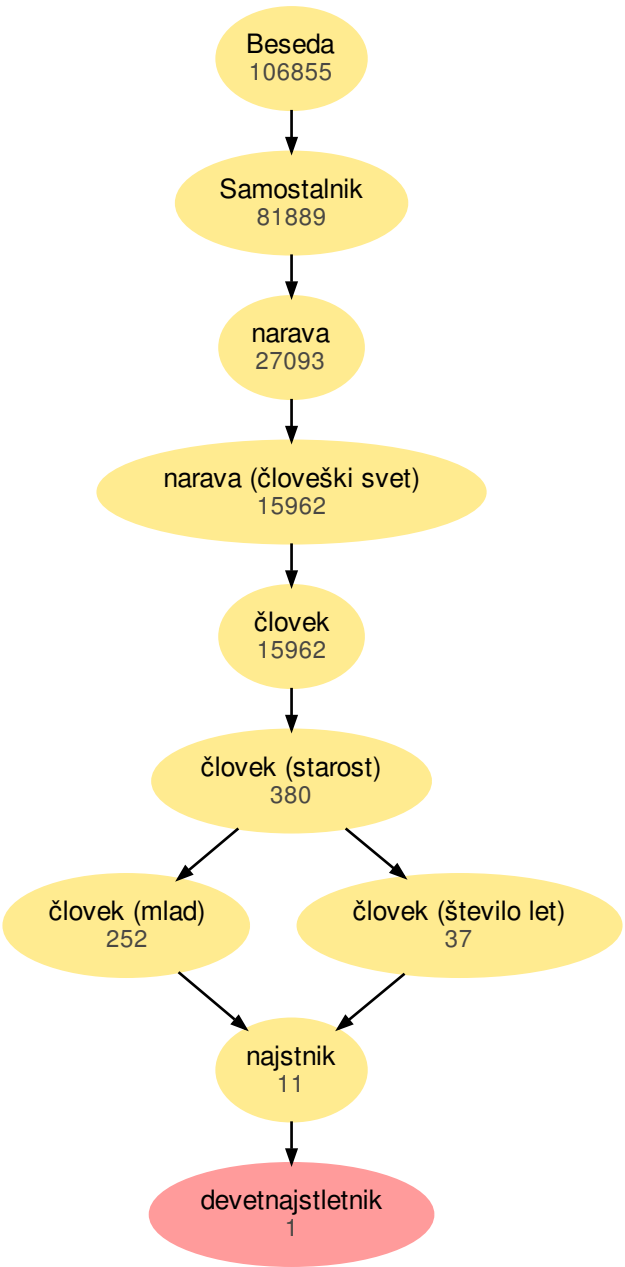 Beseda
106855
Samostalnik
81889
narava
27093
narava (človeški svet)
15962
človek
15962
človek (starost)
380
človek (mlad)
252
človek (število let)
37
najstnik
11
devetnajstletnik
1